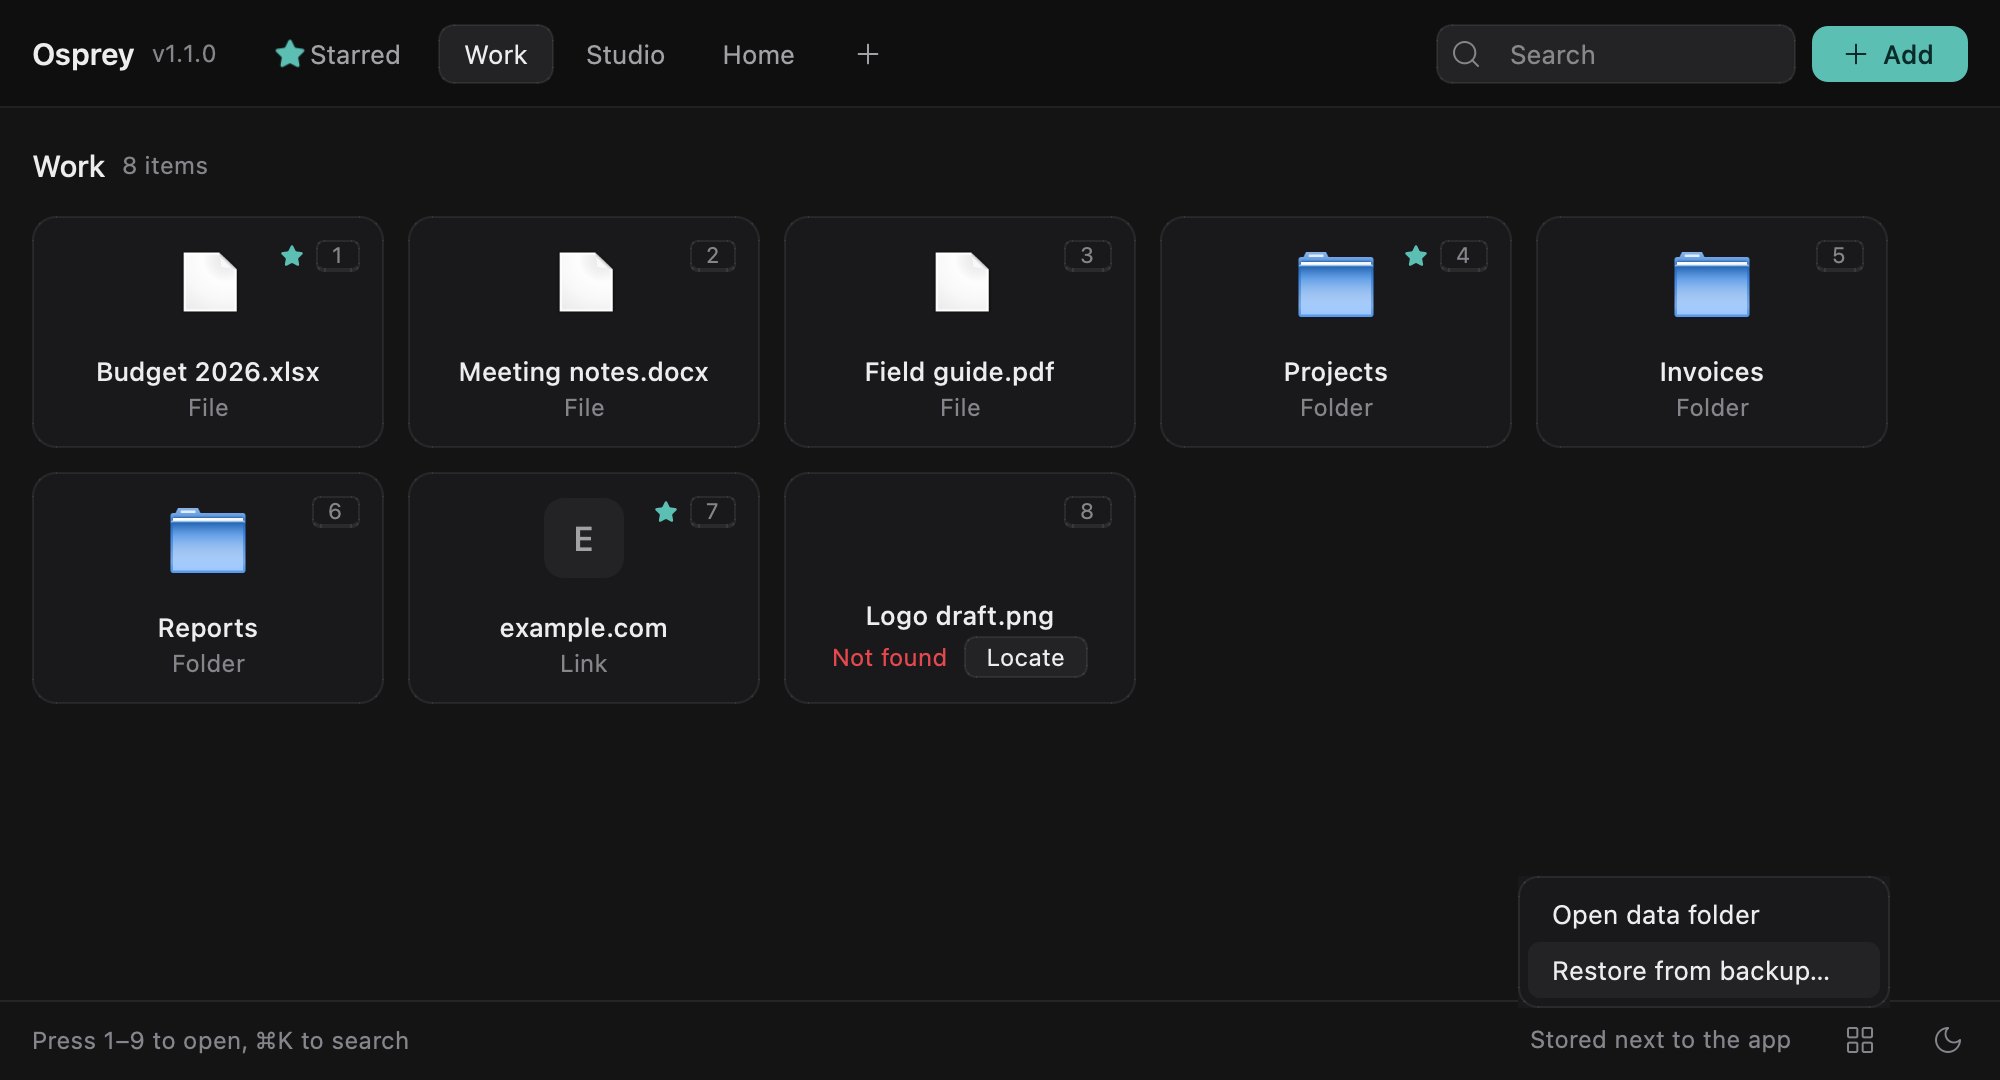 Osprey v1.1.0 Starred Work Studio Home + Search + Add
Work 8 items
1 2 3 4 5
Budget 2026.xlsx Meeting notes.docx Field guide.pdf Projects Invoices
File File File Folder Folder
6 E 7 8
Reports example.com Logo draft.png
Folder Link Not found Locate
Open data folder
Restore from backup...
Press 1–9 to open, ⌘K to search Stored next to the app